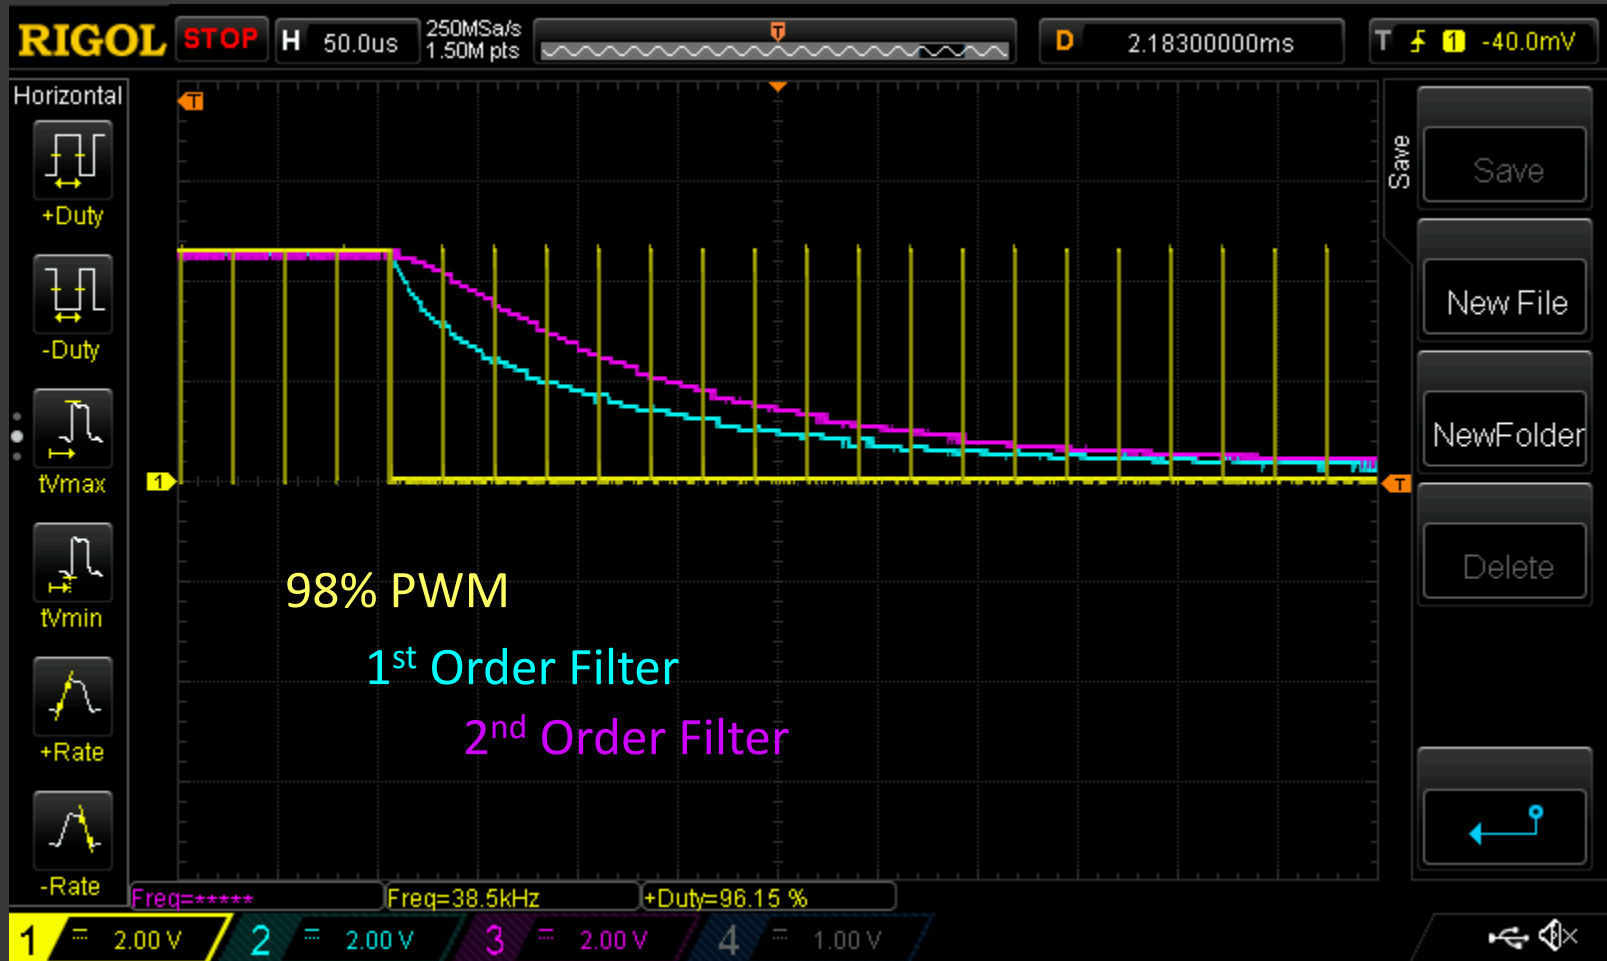 RIGOL STOP H 50.0us 250MSa/s D 2.18300000ms T 1 -40.0mV
1.50M pts
T
Horizontal
T
Save
Save
+Duty
New File
-Duty
NewFolder
tVmax
1
T
Delete
98% PWM
tVmin
1st Order Filter
2nd Order Filter
+Rate
-Rate
Freq=***** Freq=38.5kHz +Duty=96.15 %
1 2.00 V 2 2.00 V 3 2.00 V 4 1.00 V